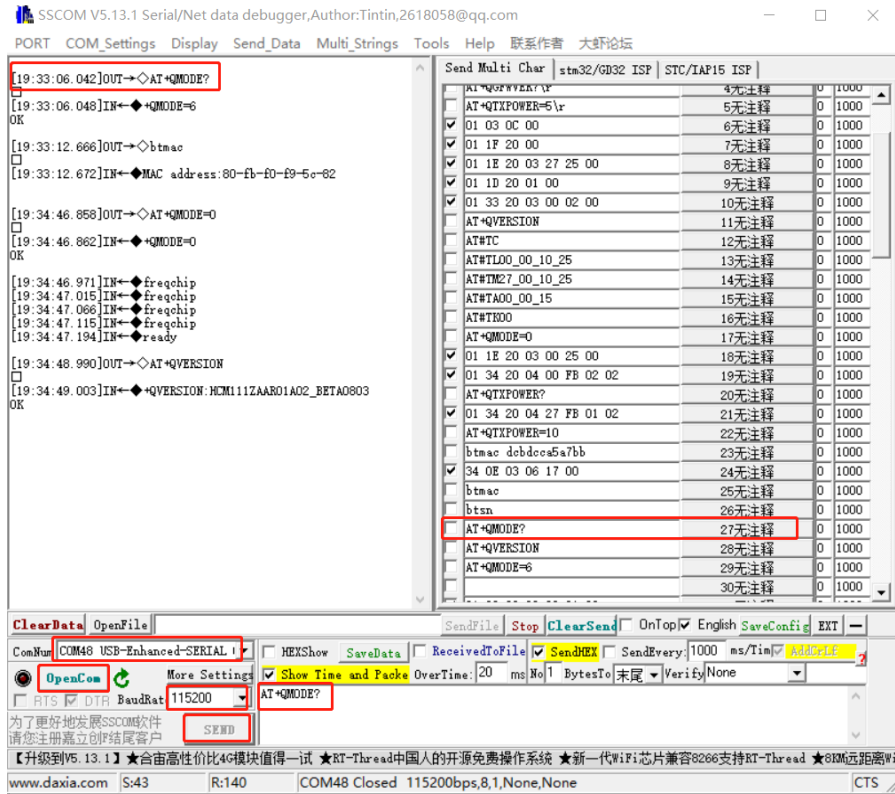 SSCOM V5.13.1 Serial/Net data debugger,Author:Tintin,2618058@qq.com
PORT COM_Settings Display Send_Data Multi_Strings Tools Help 联系作者 大虾论坛
[19:33:06.042]OUT→◇AT+QMODE?
□
[19:33:06.048]IN←◆+QMODE=6
OK
[19:33:12.666]OUT→◇btmac
□
[19:33:12.672]IN←◆MAC address:80-fb-f0-f9-5c-82
[19:34:46.858]OUT→◇AT+QMODE=0
□
[19:34:46.862]IN←◆+QMODE=0
OK
[19:34:46.971]IN←◆freqchip
[19:34:47.015]IN←◆freqchip
[19:34:47.066]IN←◆freqchip
[19:34:47.115]IN←◆freqchip
[19:34:47.194]IN←◆ready
[19:34:48.990]OUT→◇AT+QVERSION
□
[19:34:49.003]IN←◆+QVERSION:HCM111ZAAR01A02_BETA0803
OK
Send Multi Char stm32/GD32 ISP STC/IAP15 ISP
AT+QGFWVER?\r 4无注释 0 1000
AT+QTXPOWER=5\r 5无注释 0 1000
01 03 0C 00 6无注释 0 1000
01 1F 20 00 7无注释 0 1000
01 1E 20 03 27 25 00 8无注释 0 1000
01 1D 20 01 00 9无注释 0 1000
01 33 20 03 00 02 00 10无注释 0 1000
AT+QVERSION 11无注释 0 1000
AT#TC 12无注释 0 1000
AT#TL00_00_10_25 13无注释 0 1000
AT#TM27_00_10_25 14无注释 0 1000
AT#TA00_00_15 15无注释 0 1000
AT#TK00 16无注释 0 1000
AT+QMODE=0 17无注释 0 1000
01 1E 20 03 00 25 00 18无注释 0 1000
01 34 20 04 00 FB 02 02 19无注释 0 1000
AT+QTXPOWER? 20无注释 0 1000
01 34 20 04 27 FB 01 02 21无注释 0 1000
AT+QTXPOWER=10 22无注释 0 1000
btmac dcbdcca5a7bb 23无注释 0 1000
34 0E 03 06 17 00 24无注释 0 1000
btmac 25无注释 0 1000
btsn 26无注释 0 1000
AT+QMODE? 27无注释 0 1000
AT+QVERSION 28无注释 0 1000
AT+QMODE=6 29无注释 0 1000
30无注释 0 1000
ClearData OpenFile SendFile Stop ClearSend OnTop English SaveConfig EXT —
ComNum COM48 USB-Enhanced-SERIAL HEXShow SaveData ReceivedToFile SendHEX SendEvery: 1000 ms/Tim AddCrLf
OpenCom More Settings Show Time and Packe OverTime: 20 ms No 1 BytesTo 末尾 Verify None
RTS DTR BaudRat 115200 AT+QMODE?
为了更好地发展SSCOM软件
请您注册嘉立创F结尾客户 SEND
【升级到V5.13.1】★合宙高性价比4G模块值得一试 ★RT-Thread中国人的开源免费操作系统 ★新一代WiFi芯片兼容8266支持RT-Thread ★8KM远距离Wi
www.daxia.com S:43 R:140 COM48 Closed 115200bps,8,1,None,None CTS